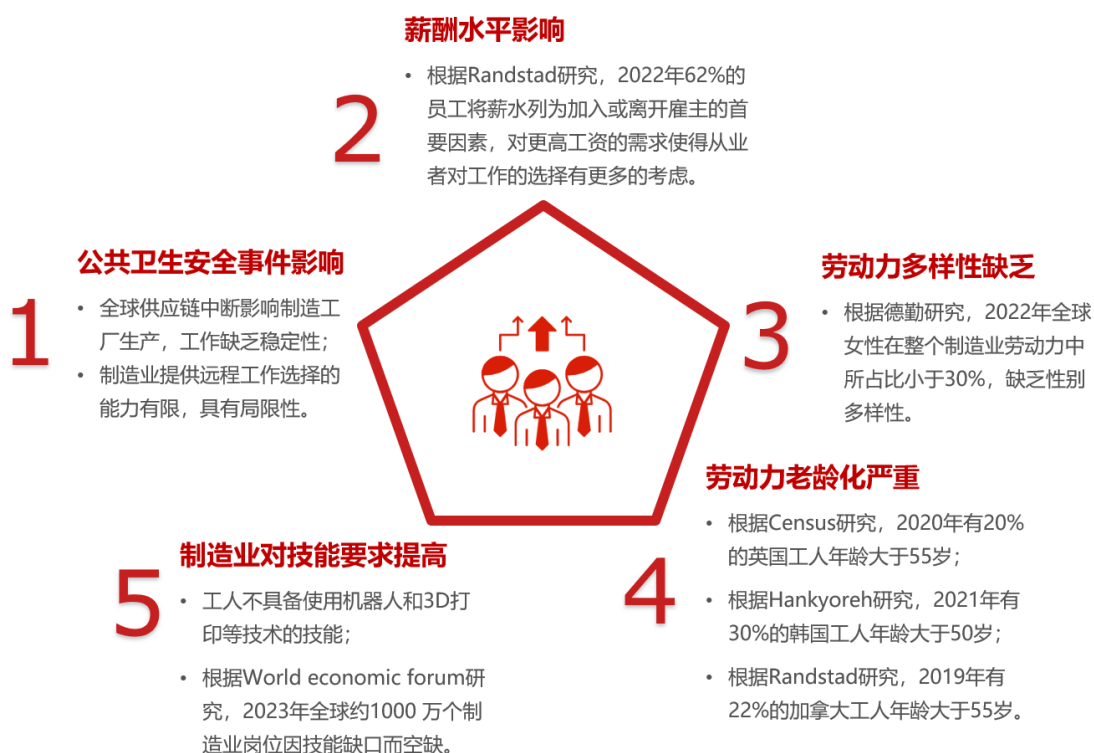 1
公共卫生安全事件影响
• 全球供应链中断影响制造工
厂生产，工作缺乏稳定性；
• 制造业提供远程工作选择的
能力有限，具有局限性。
2
薪酬水平影响
• 根据Randstad研究，2022年62%的
员工将薪水列为加入或离开雇主的首
要因素，对更高工资的需求使得从业
者对工作的选择有更多的考虑。
3
劳动力多样性缺乏
• 根据德勤研究，2022年全球
女性在整个制造业劳动力中
所占比小于30%，缺乏性别
多样性。
4
劳动力老龄化严重
• 根据Census研究，2020年有20%
的英国工人年龄大于55岁；
• 根据Hankyoreh研究，2021年有
30%的韩国工人年龄大于50岁；
• 根据Randstad研究，2019年有
22%的加拿大工人年龄大于55岁。
5
制造业对技能要求提高
• 工人不具备使用机器人和3D打
印等技术的技能；
• 根据World economic forum研
究，2023年全球约1000 万个制
造业岗位因技能缺口而空缺。